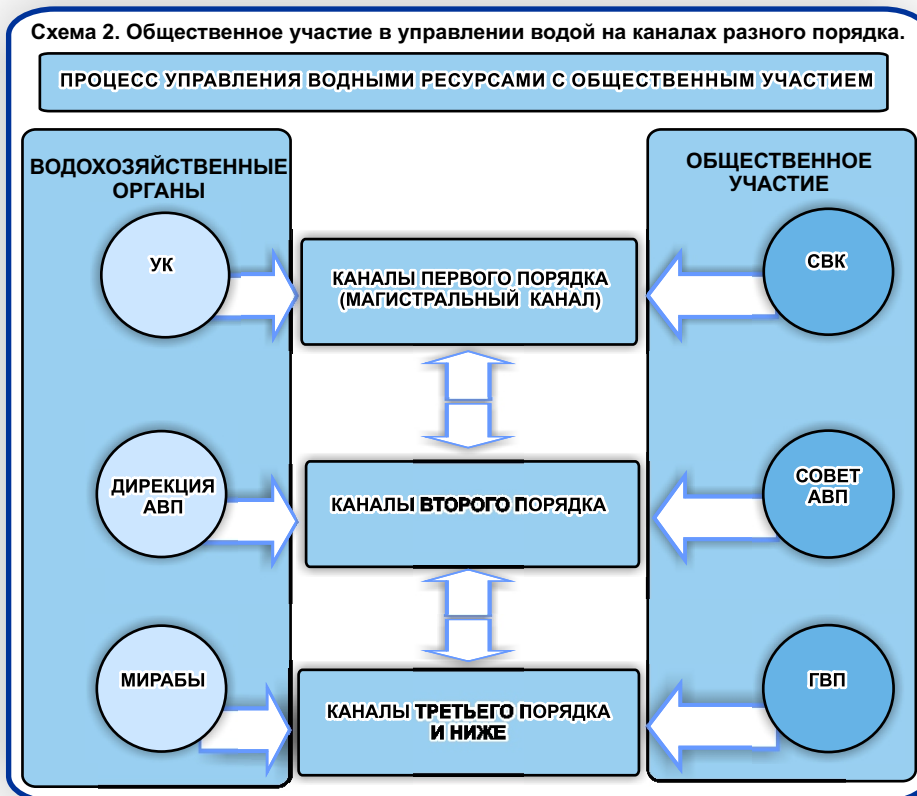 Схема 2. Общественное участие в управлении водой на каналах разного порядка.
ПРОЦЕСС УПРАВЛЕНИЯ ВОДНЫМИ РЕСУРСАМИ С ОБЩЕСТВЕННЫМ УЧАСТИЕМ
ВОДОХОЗЯЙСТВЕННЫЕ
ОРГАНЫ
ОБЩЕСТВЕННОЕ
УЧАСТИЕ
УК
КАНАЛЫ ПЕРВОГО ПОРЯДКА
(МАГИСТРАЛЬНЫЙ КАНАЛ)
СВК
ДИРЕКЦИЯ
АВП
КАНАЛЫ ВТОРОГО ПОРЯДКА
СОВЕТ
АВП
МИРАБЫ
КАНАЛЫ ТРЕТЬЕГО ПОРЯДКА
И НИЖЕ
ГВП